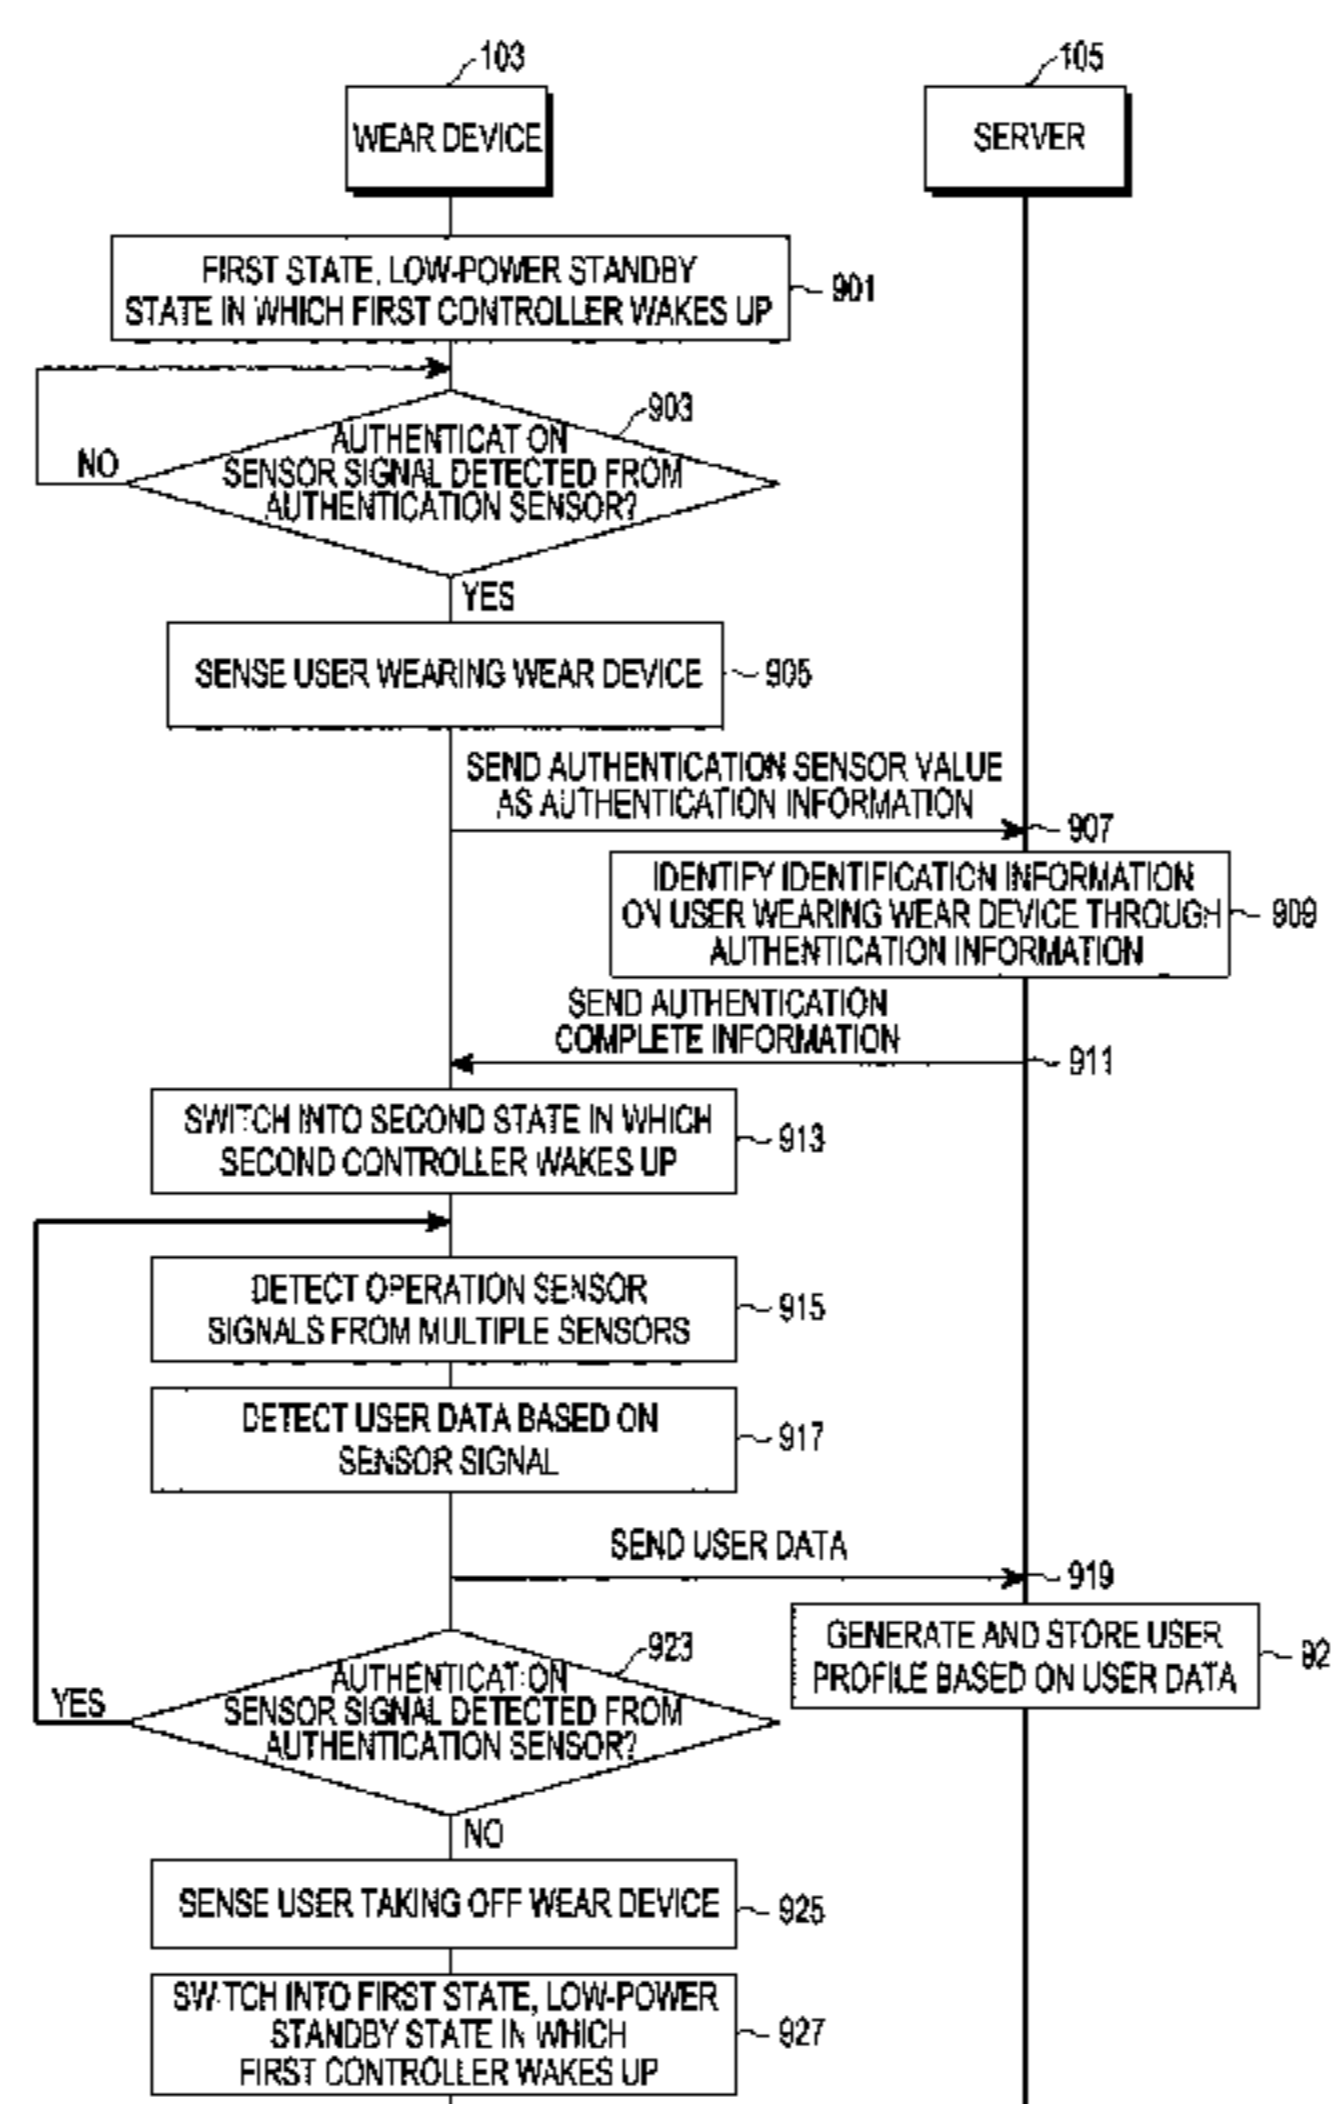 103
105
WEAR DEVICE
SERVER
FIRST STATE, LOW-POWER STANDBY
STATE IN WHICH FIRST CONTROLLER WAKES UP
901
903
AUTHENTICAT ON
SENSOR SIGNAL DETECTED FROM
AUTHENTICATION SENSOR?
NO
YES
SENSE USER WEARING WEAR DEVICE
905
SEND AUTHENTICATION SENSOR VALUE
AS AUTHENTICATION INFORMATION
907
IDENTIFY IDENTIFICATION INFORMATION
ON USER WEARING WEAR DEVICE THROUGH
AUTHENTICATION INFORMATION
909
SEND AUTHENTICATION
COMPLETE INFORMATION
911
SWITCH INTO SECOND STATE IN WHICH
SECOND CONTROLLER WAKES UP
913
DETECT OPERATION SENSOR
SIGNALS FROM MULTIPLE SENSORS
915
DETECT USER DATA BASED ON
SENSOR SIGNAL
917
SEND USER DATA
919
GENERATE AND STORE USER
PROFILE BASED ON USER DATA
92
923
AUTHENTICATION
SENSOR SIGNAL DETECTED FROM
AUTHENTICATION SENSOR?
YES
NO
SENSE USER TAKING OFF WEAR DEVICE
925
SWITCH INTO FIRST STATE, LOW-POWER
STANDBY STATE IN WHICH
FIRST CONTROLLER WAKES UP
927